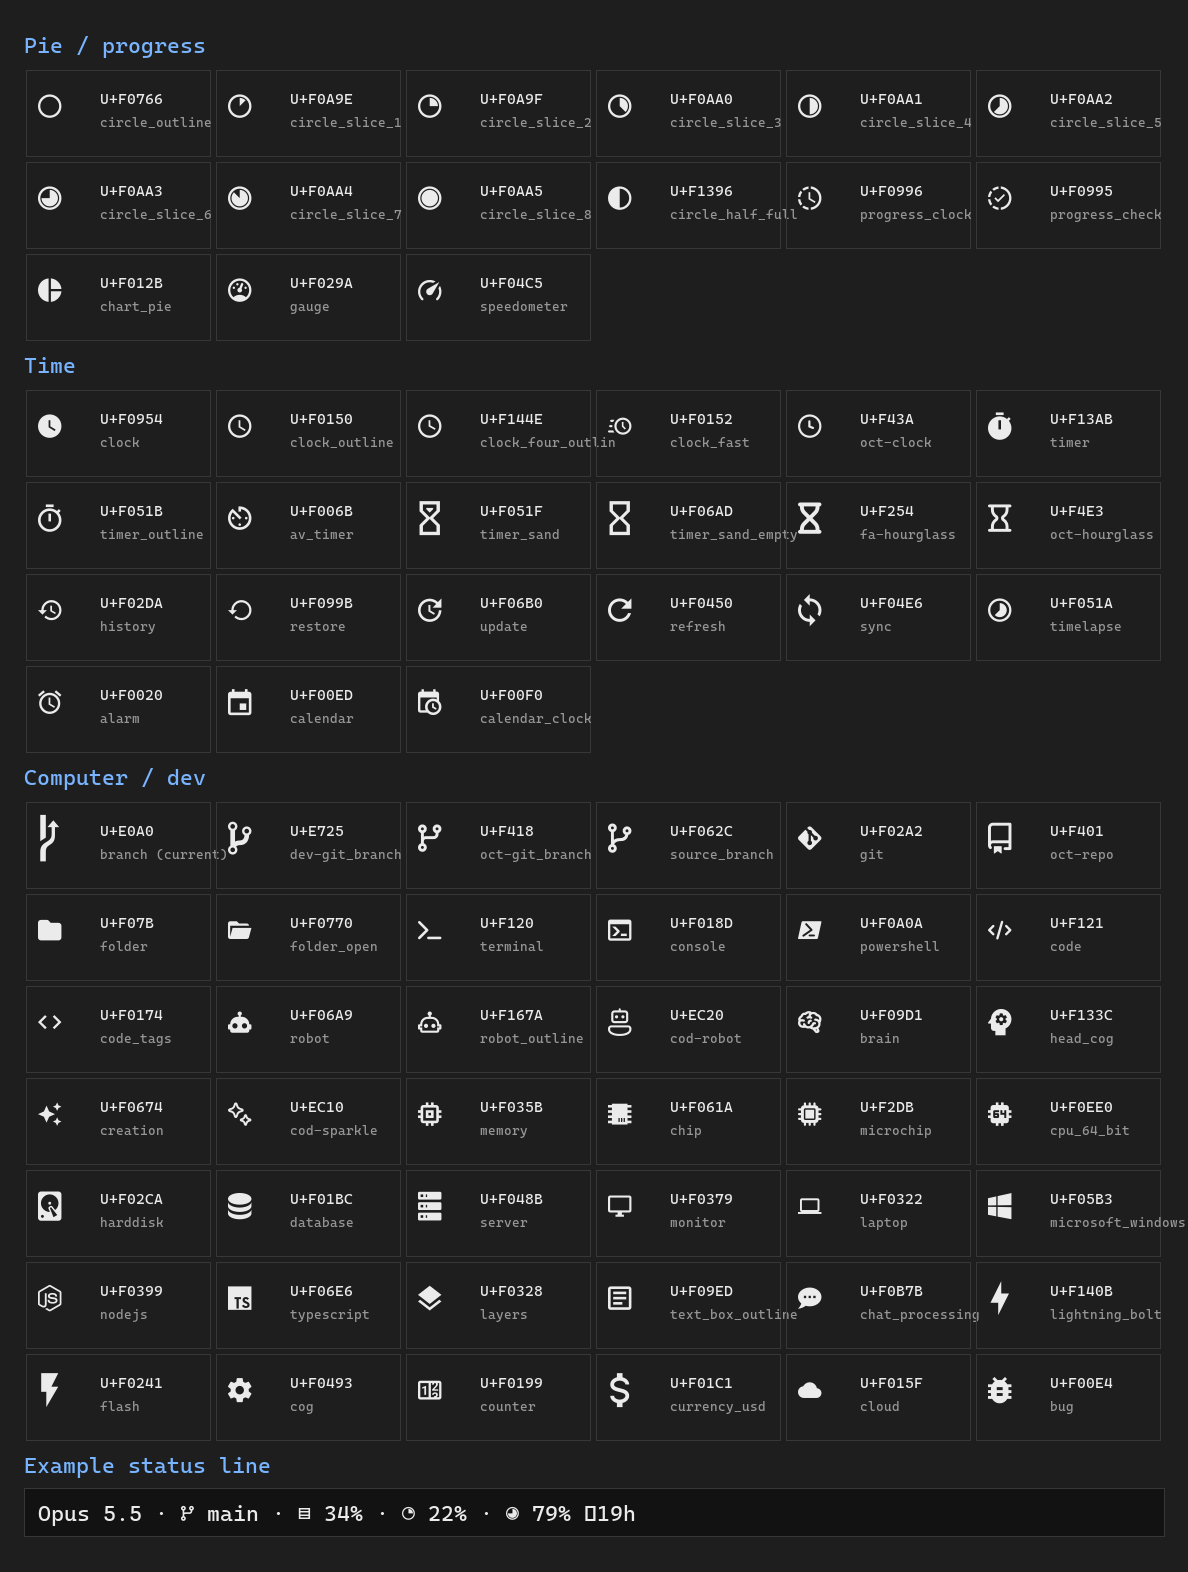 Pie / progress
U+F0766 U+F0A9E U+F0A9F U+F0AA0 U+F0AA1 U+F0AA2
circle_outline circle_slice_1 circle_slice_2 circle_slice_3 circle_slice_4 circle_slice_5
U+F0AA3 U+F0AA4 U+F0AA5 U+F1396 U+F0996 U+F0995
circle_slice_6 circle_slice_7 circle_slice_8 circle_half_full progress_clock progress_check
U+F012B U+F029A U+F04C5
chart_pie gauge speedometer
Time
U+F0954 U+F0150 U+F144E U+F0152 U+F43A U+F13AB
clock clock_outline clock_four_outlin clock_fast oct-clock timer
U+F051B U+F006B U+F051F U+F06AD U+F254 U+F4E3
timer_outline av_timer timer_sand timer_sand_empty fa-hourglass oct-hourglass
U+F02DA U+F099B U+F06B0 U+F0450 U+F04E6 U+F051A
history restore update refresh sync timelapse
U+F0020 U+F00ED U+F00F0
alarm calendar calendar_clock
Computer / dev
U+E0A0 U+E725 U+F418 U+F062C U+F02A2 U+F401
branch (current) dev-git_branch oct-git_branch source_branch git oct-repo
U+F07B U+F0770 U+F120 U+F018D U+F0A0A U+F121
folder folder_open terminal console powershell code
U+F0174 U+F06A9 U+F167A U+EC20 U+F09D1 U+F133C
code_tags robot robot_outline cod-robot brain head_cog
U+F0674 U+EC10 U+F035B U+F061A U+F2DB U+F0EE0
64
creation cod-sparkle memory chip microchip cpu_64_bit
U+F02CA U+F01BC U+F048B U+F0379 U+F0322 U+F05B3
harddisk database server monitor laptop microsoft_windows
U+F0399 U+F06E6 U+F0328 U+F09ED U+F0B7B U+F140B
JS TS
nodejs typescript layers text_box_outline chat_processing lightning_bolt
U+F0241 U+F0493 U+F0199 U+F01C1 U+F015F U+F00E4
flash cog counter currency_usd cloud bug
Example status line
Opus 5.5 · main · 34% · 22% · 79% 19h